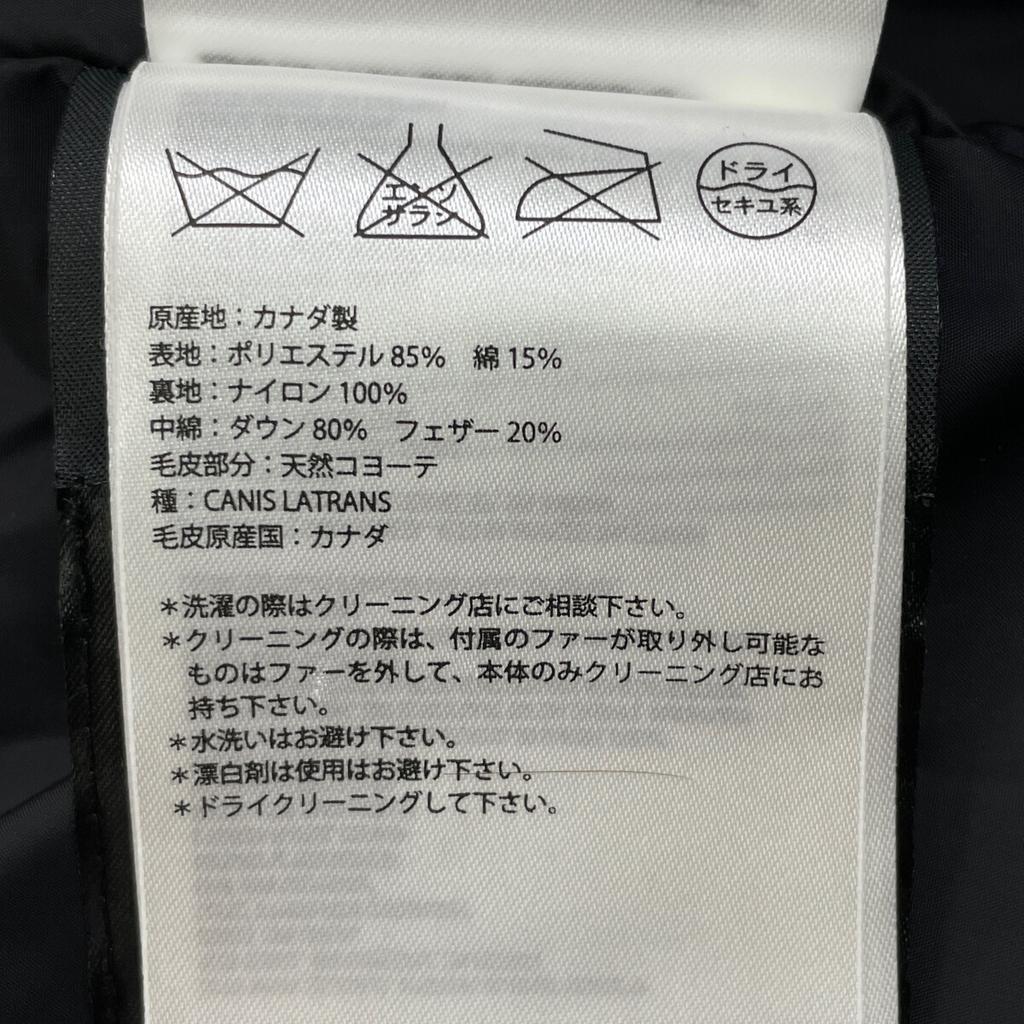 エンソ
サラシ
ドライ
セキユ系
原産地：カナダ製
表地：ポリエステル 85%　綿 15%
裏地：ナイロン 100%
中綿：ダウン 80%　フェザー 20%
毛皮部分：天然コヨーテ
種：CANIS LATRANS
毛皮原産国：カナダ
＊洗濯の際はクリーニング店にご相談下さい。
＊クリーニングの際は、付属のファーが取り外し可能な
ものはファーを外して、本体のみクリーニング店にお
持ち下さい。
＊水洗いはお避け下さい。
＊漂白剤は使用はお避け下さい。
＊ドライクリーニングして下さい。